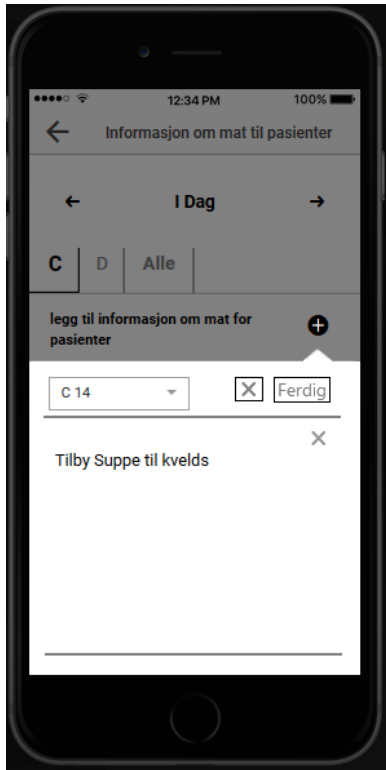 12:34 PM 100%
Informasjon om mat til pasienter
I Dag
C D Alle
legg til informasjon om mat for
pasienter
C 14 Ferdig
Tilby Suppe til kvelds